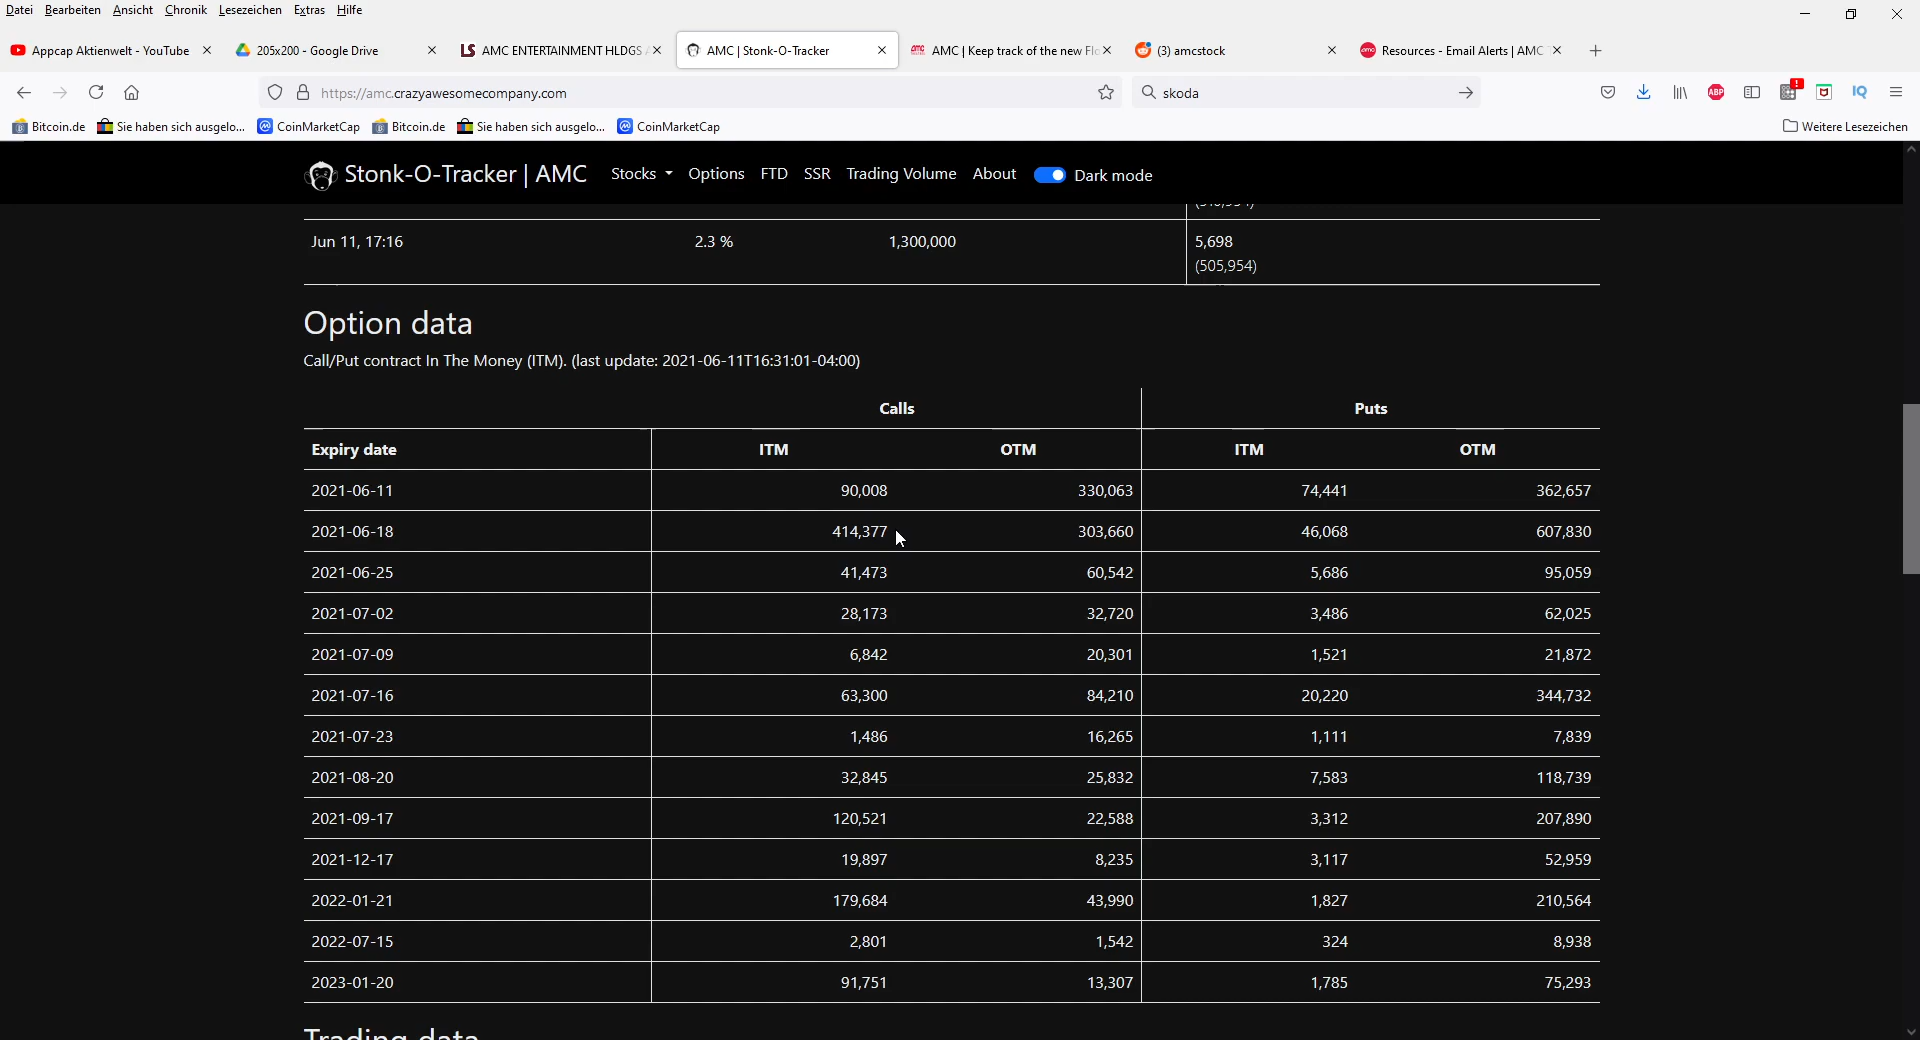 Datei Bearbeiten Ansicht Chronik Lesezeichen Extras Hilfe
Appcap Aktienwelt - YouTube 205x200 - Google Drive AMC ENTERTAINMENT HLDGS AMC | Stonk-O-Tracker AMC | Keep track of the new (3) amcstock Resources - Email Alerts | AMC
https://amc.crazyawesomecompany.com skoda ABP ! IQ
Bitcoin.de Sie haben sich ausgelo... CoinMarketCap Bitcoin.de Sie haben sich ausgelo... CoinMarketCap Weitere Lesezeichen
Stonk-O-Tracker | AMC Stocks Options FTD SSR Trading Volume About Dark mode
Jun 11, 17:16 2.3 % 1,300,000 5,698
(505,954)
Option data
Call/Put contract In The Money (ITM). (last update: 2021-06-11T16:31:01-04:00)
Calls Puts
Expiry date ITM OTM ITM OTM
2021-06-11 90,008 330,063 74,441 362,657
2021-06-18 414,377 303,660 46,068 607,830
2021-06-25 41,473 60,542 5,686 95,059
2021-07-02 28,173 32,720 3,486 62,025
2021-07-09 6,842 20,301 1,521 21,872
2021-07-16 63,300 84,210 20,220 344,732
2021-07-23 1,486 16,265 1,111 7,839
2021-08-20 32,845 25,832 7,583 118,739
2021-09-17 120,521 22,588 3,312 207,890
2021-12-17 19,897 8,235 3,117 52,959
2022-01-21 179,684 43,990 1,827 210,564
2022-07-15 2,801 1,542 324 8,938
2023-01-20 91,751 13,307 1,785 75,293
Trading data